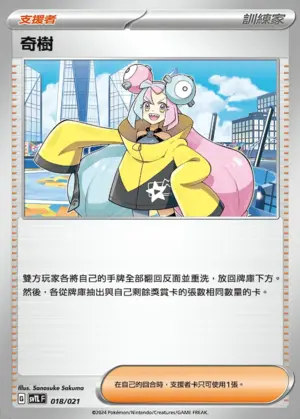 支援者
訓練家
奇樹
雙方玩家各將自己的手牌全部翻回反面並重洗，放回牌庫下方。
然後，各從牌庫抽出與自己剩餘獎賞卡的張數相同數量的卡。
Illus. Sanosuke Sakuma
在自己的回合時，支援者卡只可使用1張。
G SVIL F 018/021
©2024 Pokémon/Nintendo/Creatures/GAME FREAK.